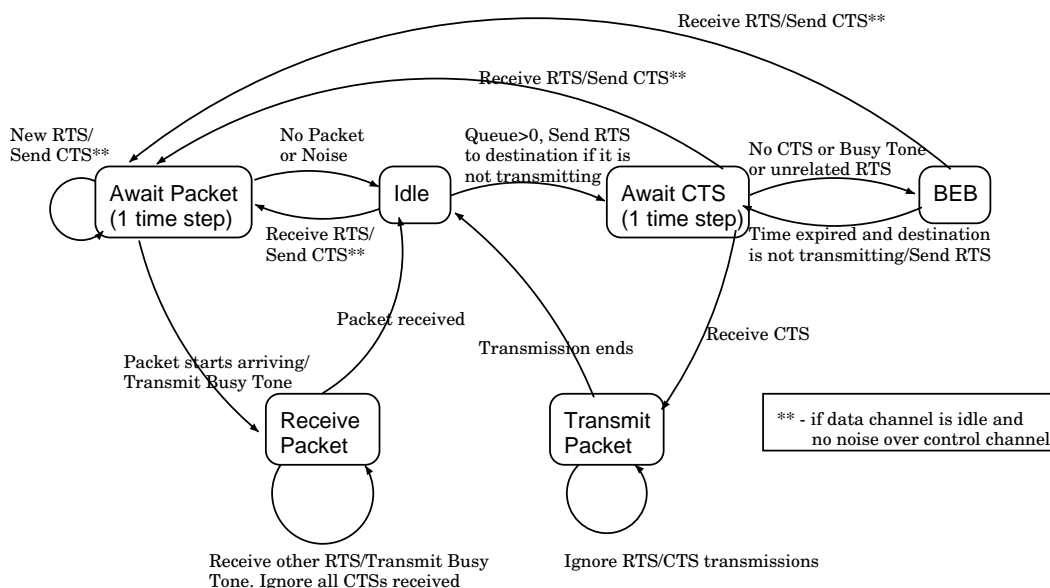 Receive RTS/Send CTS**
Receive RTS/Send CTS**
New RTS/
Send CTS**
No Packet
or Noise
Queue>0, Send RTS
to destination if it is
not transmitting
No CTS or Busy Tone
or unrelated RTS
Await Packet
(1 time step)
Idle
Await CTS
(1 time step)
BEB
Receive RTS/
Send CTS**
Time expired and destination
is not transmitting/Send RTS
Packet received
Transmission ends
Receive CTS
Packet starts arriving/
Transmit Busy Tone
Receive
Packet
Transmit
Packet
** - if data channel is idle and
no noise over control channel
Receive other RTS/Transmit Busy
Tone. Ignore all CTSs received
Ignore RTS/CTS transmissions